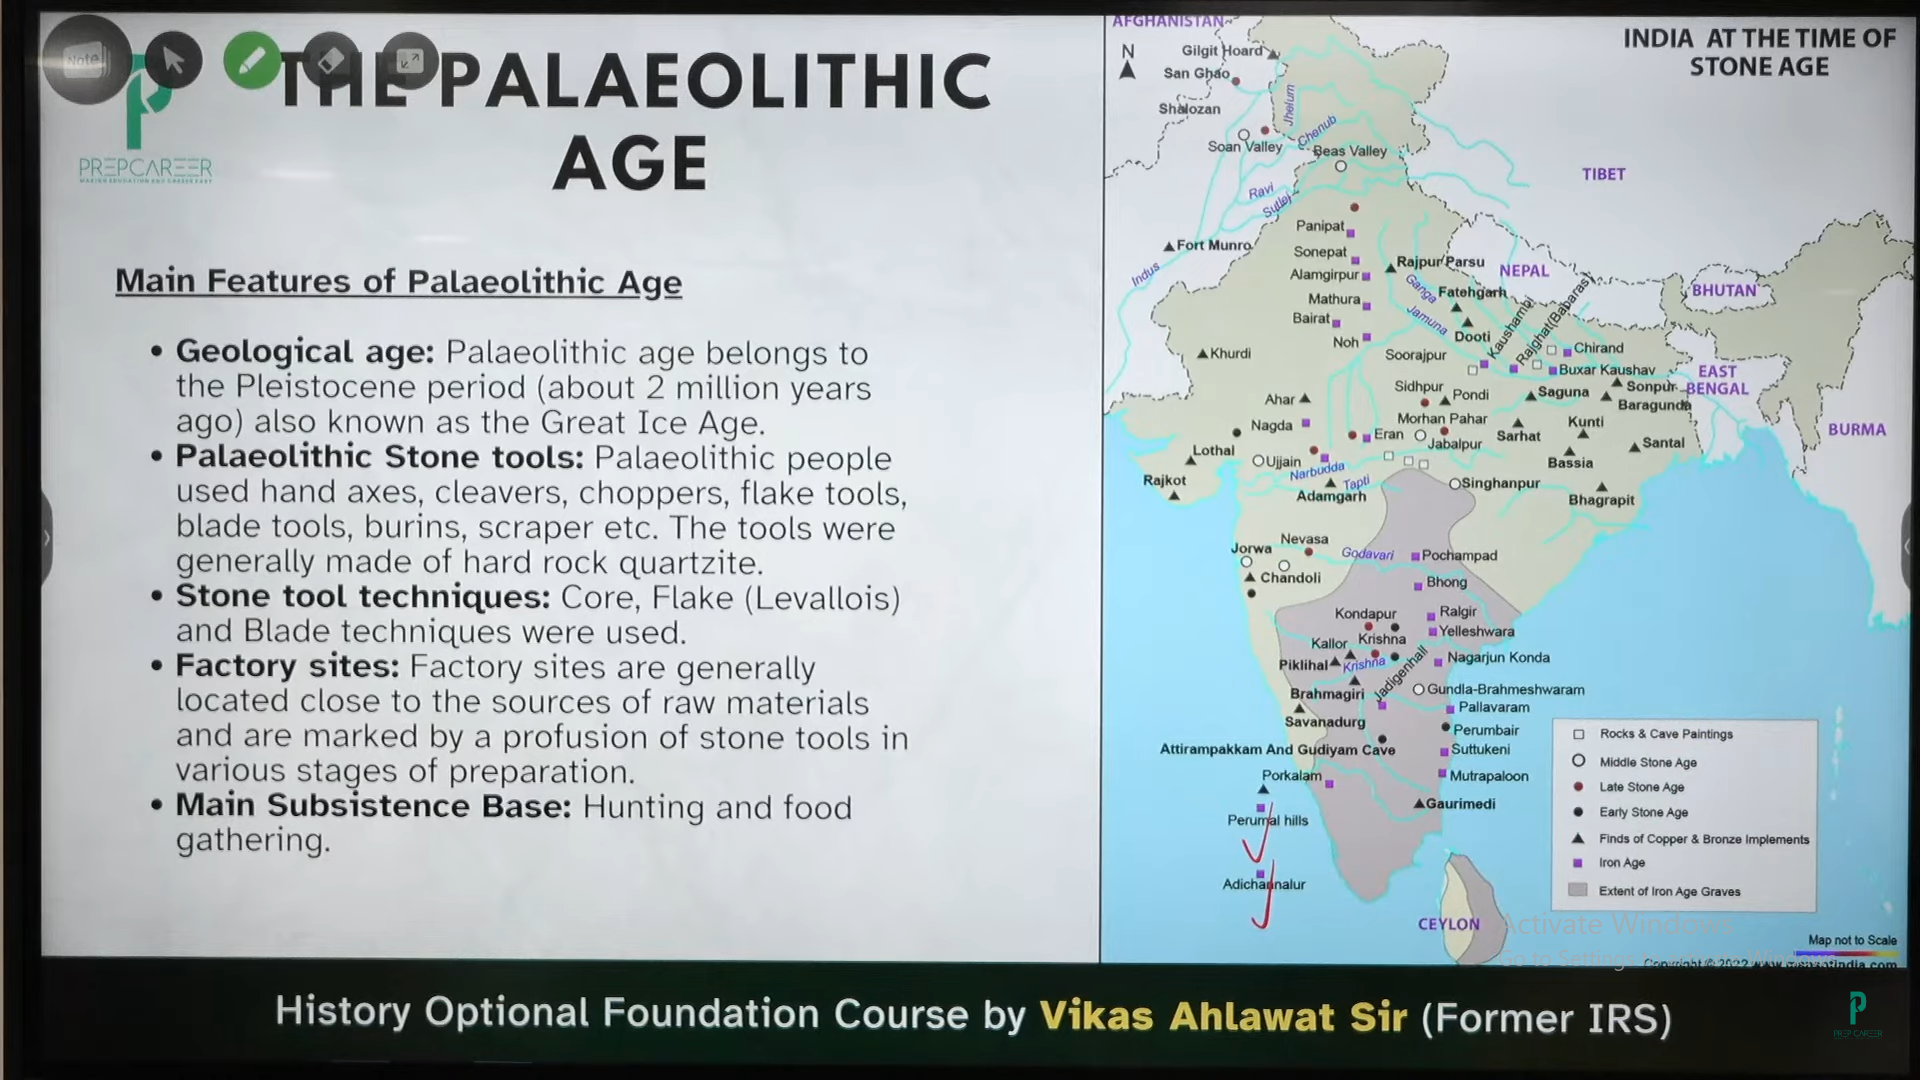 Note
THE PALAEOLITHIC
AGE
PREPCAREER
Main Features of Palaeolithic Age
• Geological age: Palaeolithic age belongs to
the Pleistocene period (about 2 million years
ago) also known as the Great Ice Age.
• Palaeolithic Stone tools: Palaeolithic people
used hand axes, cleavers, choppers, flake tools,
blade tools, burins, scraper etc. The tools were
generally made of hard rock quartzite.
• Stone tool techniques: Core, Flake (Levallois)
and Blade techniques were used.
• Factory sites: Factory sites are generally
located close to the sources of raw materials
and are marked by a profusion of stone tools in
various stages of preparation.
• Main Subsistence Base: Hunting and food
gathering.
INDIA AT THE TIME OF
STONE AGE
AFGHANISTAN
N
Gilgit Hoard
San Ghao
Shalozan
Jhelum
Chenub
Soan Valley
Beas Valley
TIBET
Ravi
Sutlej
Panipat
Fort Munro
Sonepat
Rajpur Parsu
Indus
Alamgirpur
NEPAL
Ganga
Fatehgarh
BHUTAN
Mathura
Jamuna
Bairat
Dooti
Kaushambi
Rajghat(Babaras)
Noh
Khurdi
Soorajpur
Chirand
Buxar Kaushav
EAST
BENGAL
Sidhpur
Pondi
Saguna
Sonpur
Baragunda
Ahar
Morhan Pahar
Kunti
Nagda
Eran
Jabalpur
Sarhat
Santal
BURMA
Lothal
Ujjain
Narbudda
Bassia
Rajkot
Tapti
Adamgarh
Singhanpur
Bhagrapit
Nevasa
Jorwa
Godavari
Pochampad
Chandoli
Bhong
Kondapur
Ralgir
Kallor
Krishna
Yelleshwara
Piklihal
Krishna
Jadigenhall
Nagarjun Konda
Brahmagiri
Gundla-Brahmeshwaram
Savanadurg
Pallavaram
Perumbair
Attirampakkam And Gudiyam Cave
Suttukeni
Porkalam
Mutrapaloon
Gaurimedi
Perumal hills
Adichannalur
CEYLON
Rocks & Cave Paintings
Middle Stone Age
Late Stone Age
Early Stone Age
Finds of Copper & Bronze Implements
Iron Age
Extent of Iron Age Graves
Activate Windows
Map not to Scale
History Optional Foundation Course by Vikas Ahlawat Sir (Former IRS)
PREP CAREER